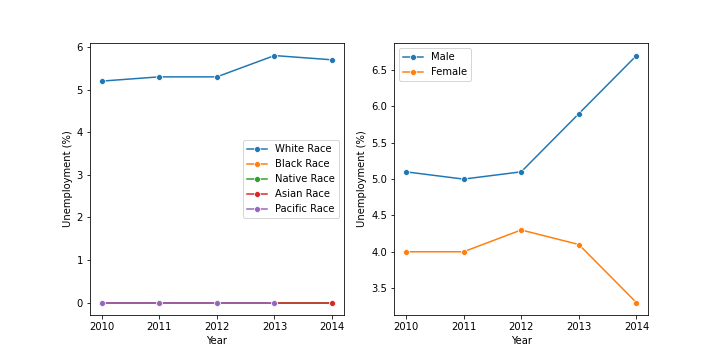 6
5
4
3
2
1
0
Unemployment (%)
White Race
Black Race
Native Race
Asian Race
Pacific Race
2010 2011 2012 2013 2014
Year
6.5
6.0
5.5
5.0
4.5
4.0
3.5
Unemployment (%)
Male
Female
2010 2011 2012 2013 2014
Year